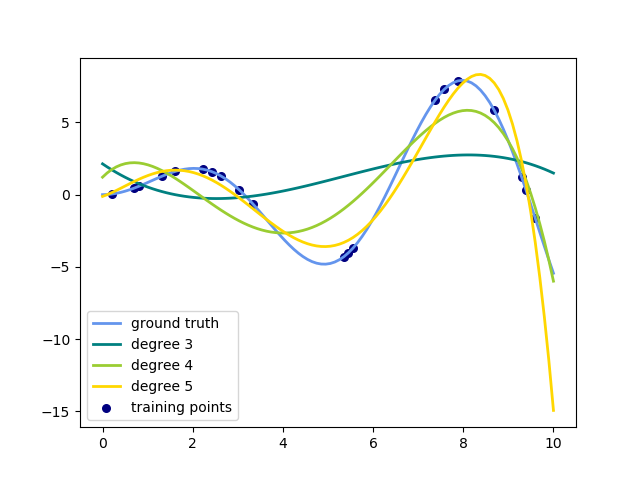 5
0
−5
−10
−15
0
2
4
6
8
10
ground truth
degree 3
degree 4
degree 5
training points